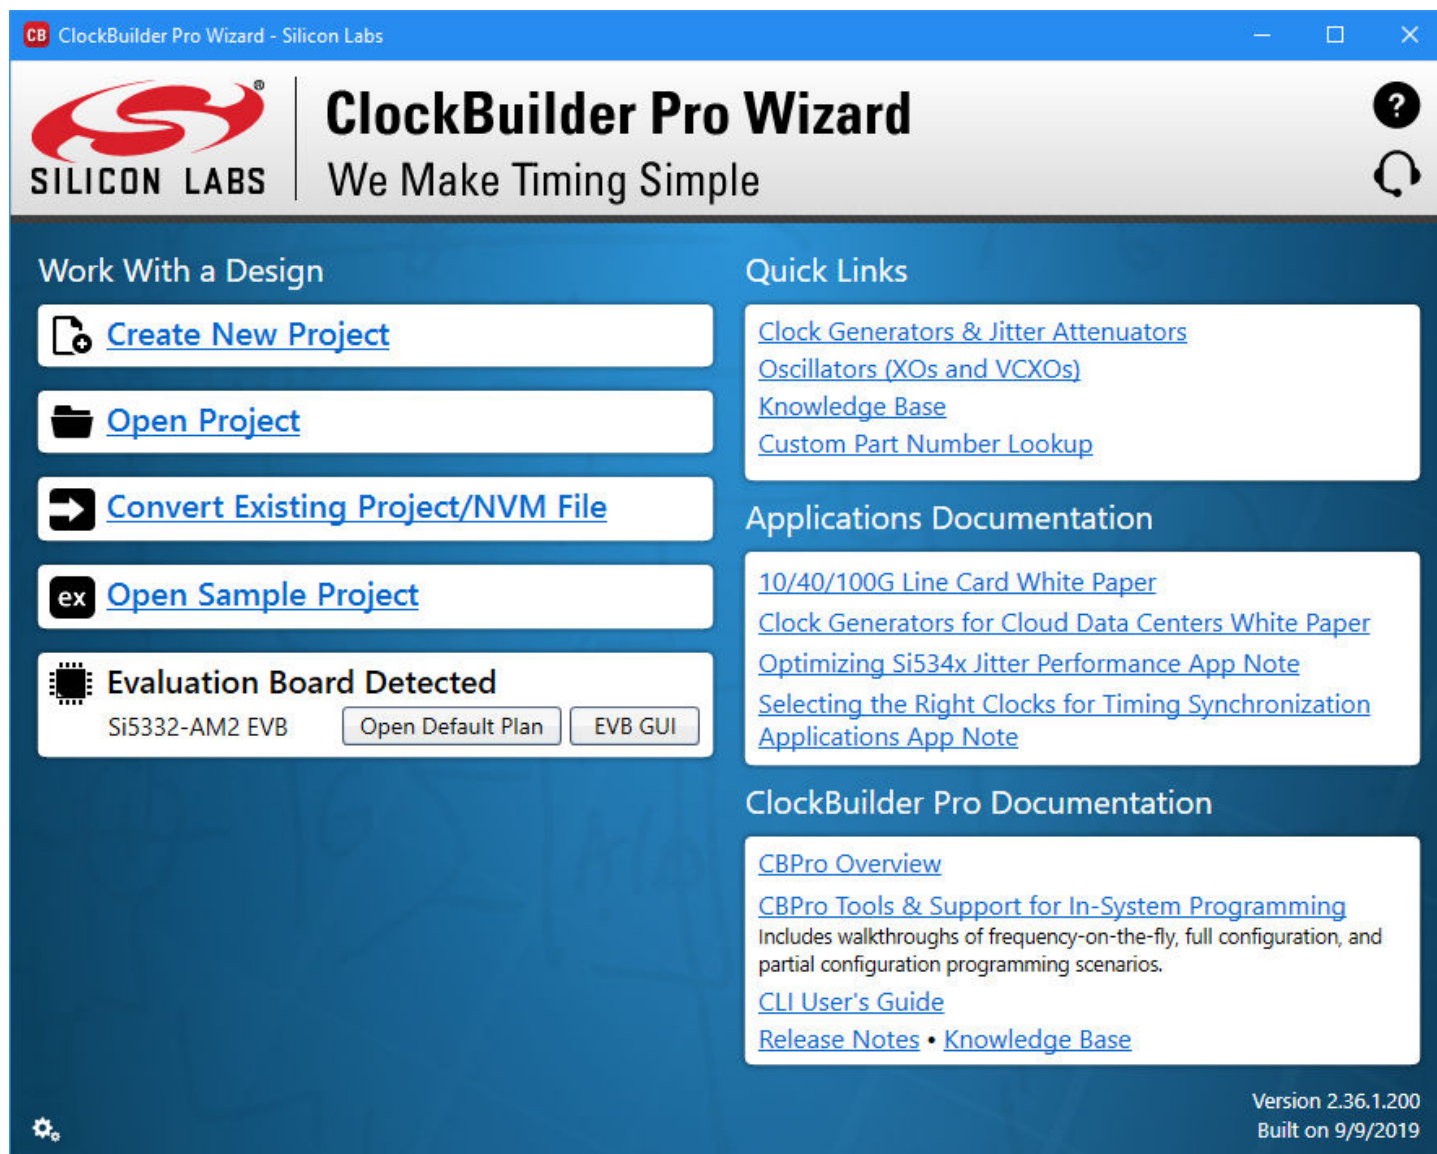 CB ClockBuilder Pro Wizard - Silicon Labs
SILICON LABS
®
ClockBuilder Pro Wizard
We Make Timing Simple
?
Work With a Design
Create New Project
Open Project
Convert Existing Project/NVM File
ex Open Sample Project
Evaluation Board Detected
Si5332-AM2 EVB Open Default Plan EVB GUI
Quick Links
Clock Generators & Jitter Attenuators
Oscillators (XOs and VCXOs)
Knowledge Base
Custom Part Number Lookup
Applications Documentation
10/40/100G Line Card White Paper
Clock Generators for Cloud Data Centers White Paper
Optimizing Si534x Jitter Performance App Note
Selecting the Right Clocks for Timing Synchronization
Applications App Note
ClockBuilder Pro Documentation
CBPro Overview
CBPro Tools & Support for In-System Programming
Includes walkthroughs of frequency-on-the-fly, full configuration, and
partial configuration programming scenarios.
CLI User's Guide
Release Notes • Knowledge Base
Version 2.36.1.200
Built on 9/9/2019